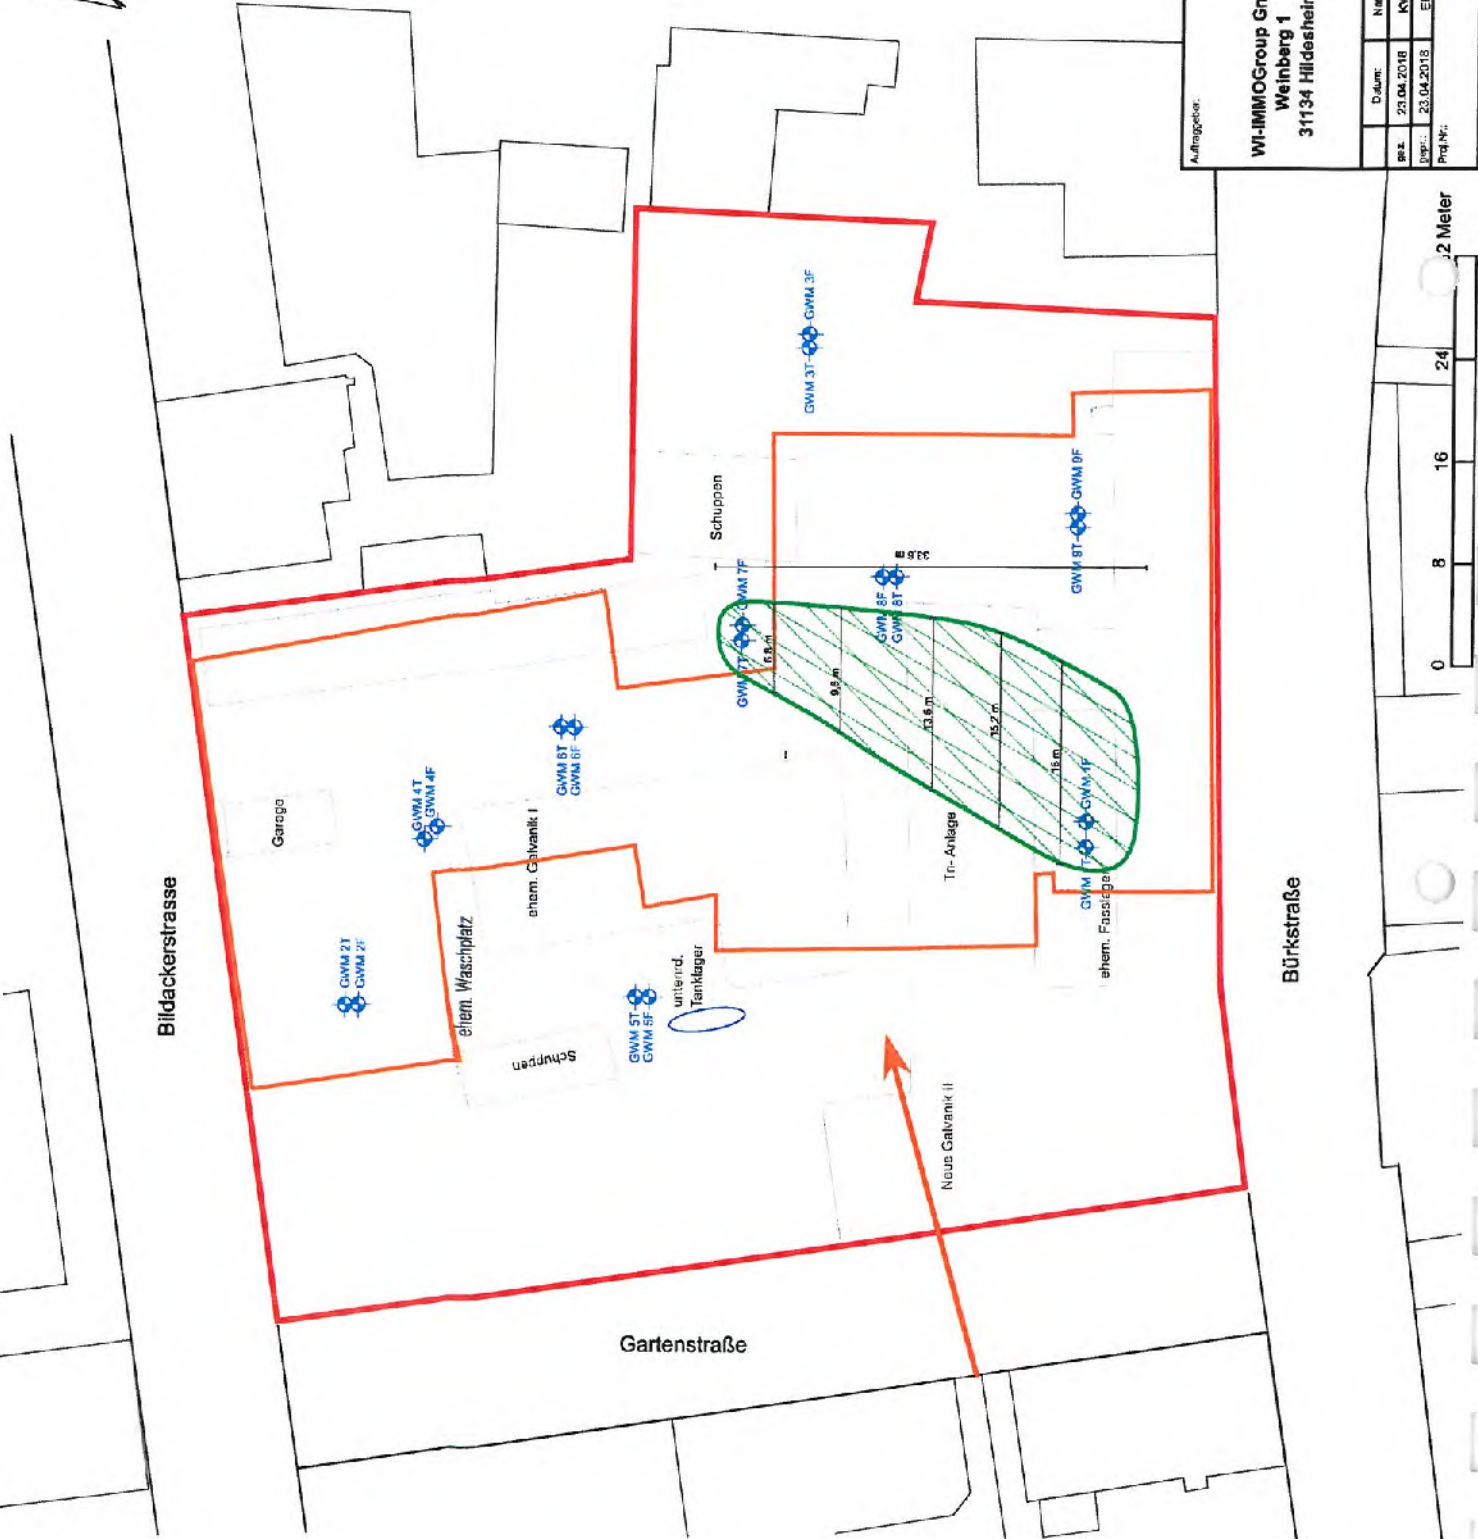 Auftraggeber:
WI-IMMOGroup
Weinberg 1
31134 Hildesheim
Datum:
gez. 23.04.2018
gepr.: 23.04.2018
Proj.Nr.:
Bildackerstrasse
Garage
GWM 4T
GWM 4F
GWM 2T
GWM 2F
ehem. Waschplatz
ehem. Galvanik I
GWM 6T
GWM 6F
Schuppen
GWM 5T
GWM 5F
unterird.
Tanklager
Schuppen
GWM 3T GWM 3F
GWM 7T GWM 7F
6,8 m
33,6 m
GWM 8F
GWM 8T
9,6 m
13,6 m
15,2 m
16 m
GWM 9T GWM 9F
Tri- Anlage
GWM 1T GWM 1F
ehem. Fasslager
Neue Galvanik II
Gartenstraße
Bürkstraße
0 8 16 24 2 Meter